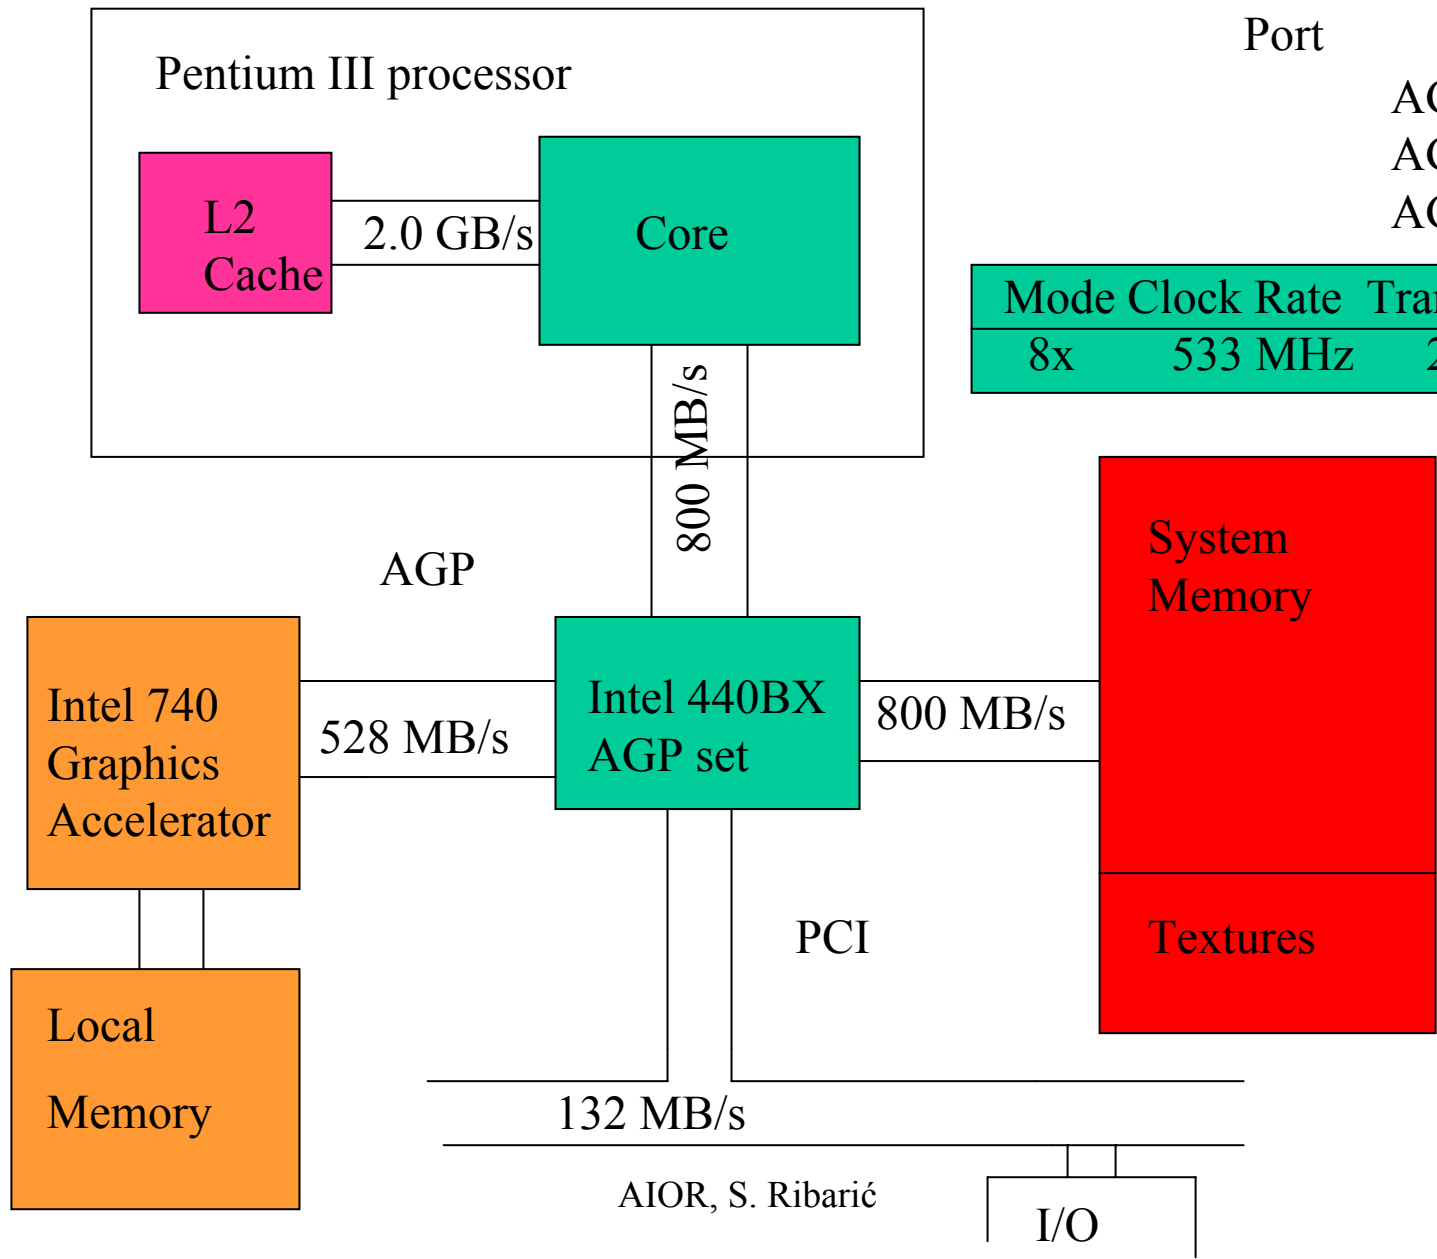 Port
Pentium III processor
L2
Cache
2.0 GB/s
Core
Mode Clock Rate
8x 533 MHz
800 MB/s
AGP
System
Memory
Intel 740
Graphics
Accelerator
528 MB/s
Intel 440BX
AGP set
800 MB/s
PCI
Textures
Local
Memory
132 MB/s
AIOR, S. Ribarić
I/O